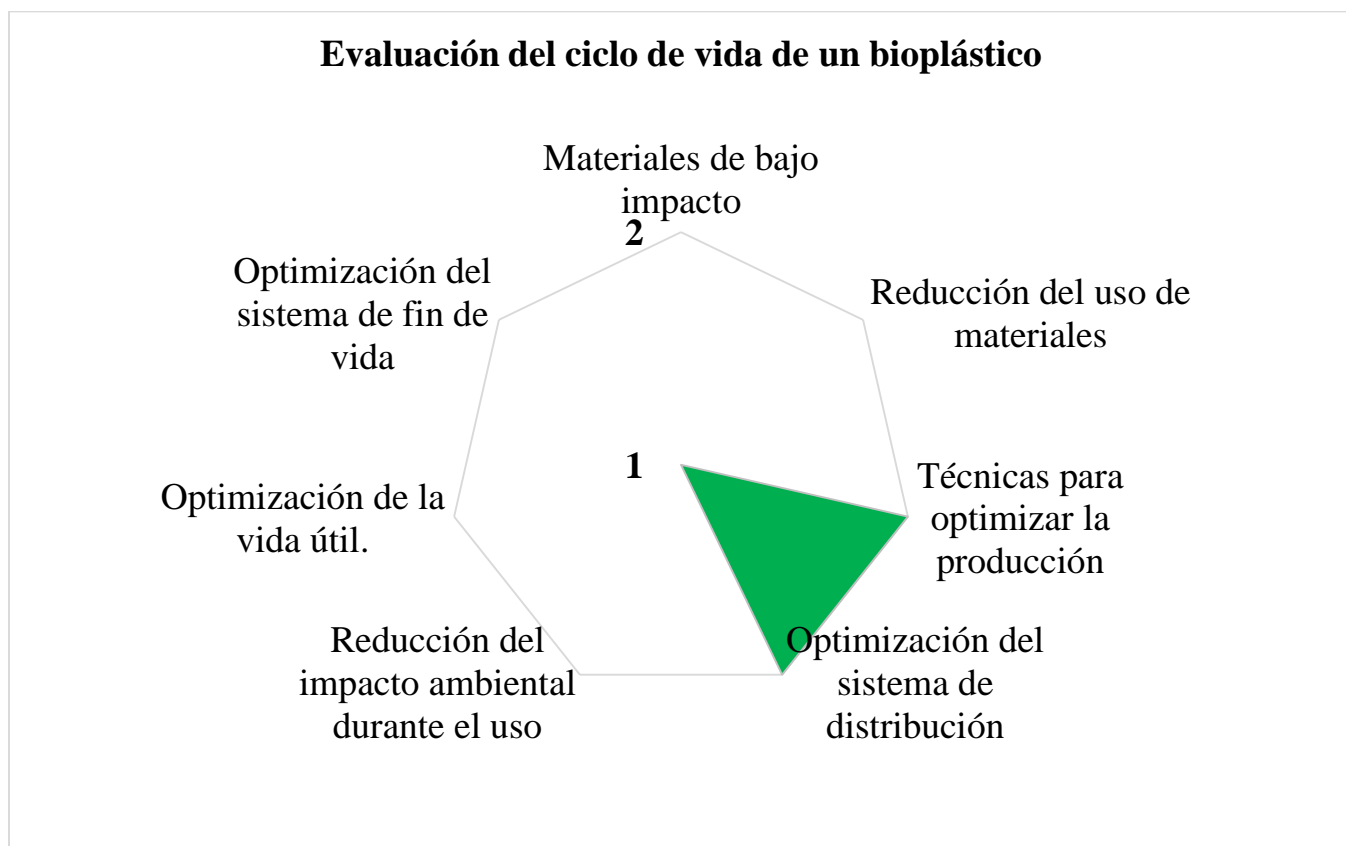 Evaluación del ciclo de vida de un bioplástico
Materiales de bajo
impacto
2
Reducción del uso de
materiales
Técnicas para
optimizar la
producción
Optimización del
sistema de
distribución
Reducción del
impacto ambiental
durante el uso
Optimización de la
vida útil.
Optimización del
sistema de fin de
vida
1